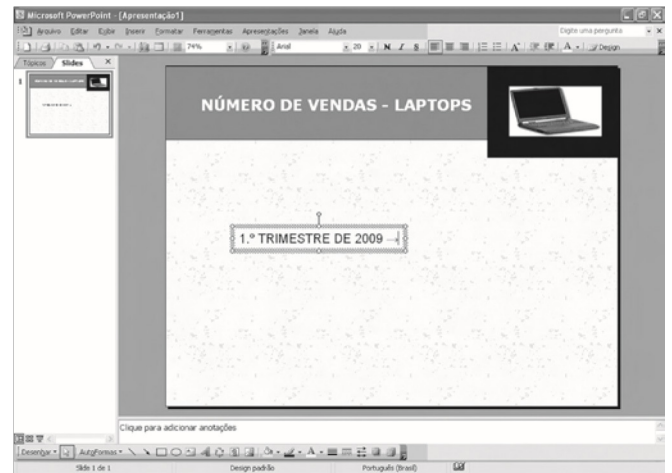 Microsoft PowerPoint - [Apresentação1]
Arquivo Editar Exibir Inserir Formatar Ferramentas Apresentações Janela Ajuda
Digite uma pergunta
74% Arial 20 N I S Design
Tópicos Slides
1
NÚMERO DE VENDAS - LAPTOPS
1.º TRIMESTRE DE 2009 →
Clique para adicionar anotações
Desenhar AutoFormas
Slide 1 de 1 Design padrão Português (Brasil)